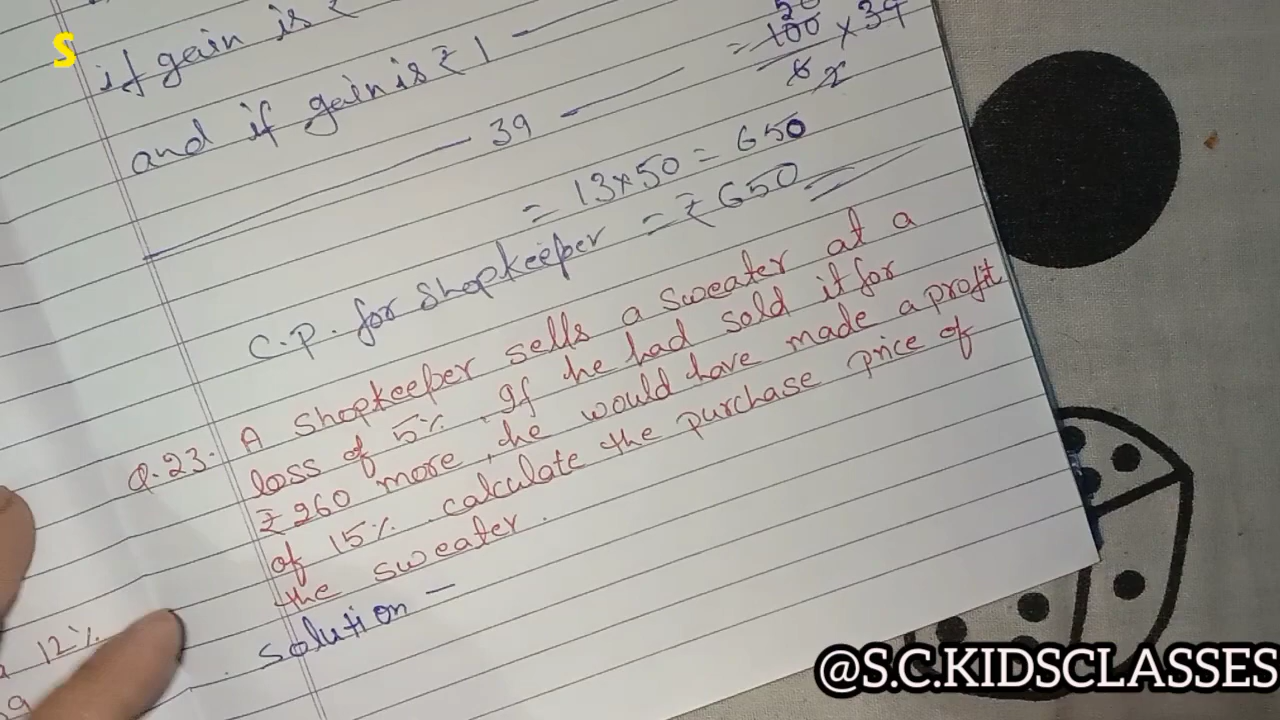 S
if gain is ₹
and if gain is ₹ 1 —
= 100 × 39
39 —
= 13×50 = 650
C.P. for shopkeeper = ₹ 650
Q.23. A shopkeeper sells a sweater at a
loss of 5%. If he had sold it for
₹ 260 more, he would have made a profit
of 15%. calculate the purchase price of
the sweater.
solution —
12%
@S.C.KIDSCLASSES